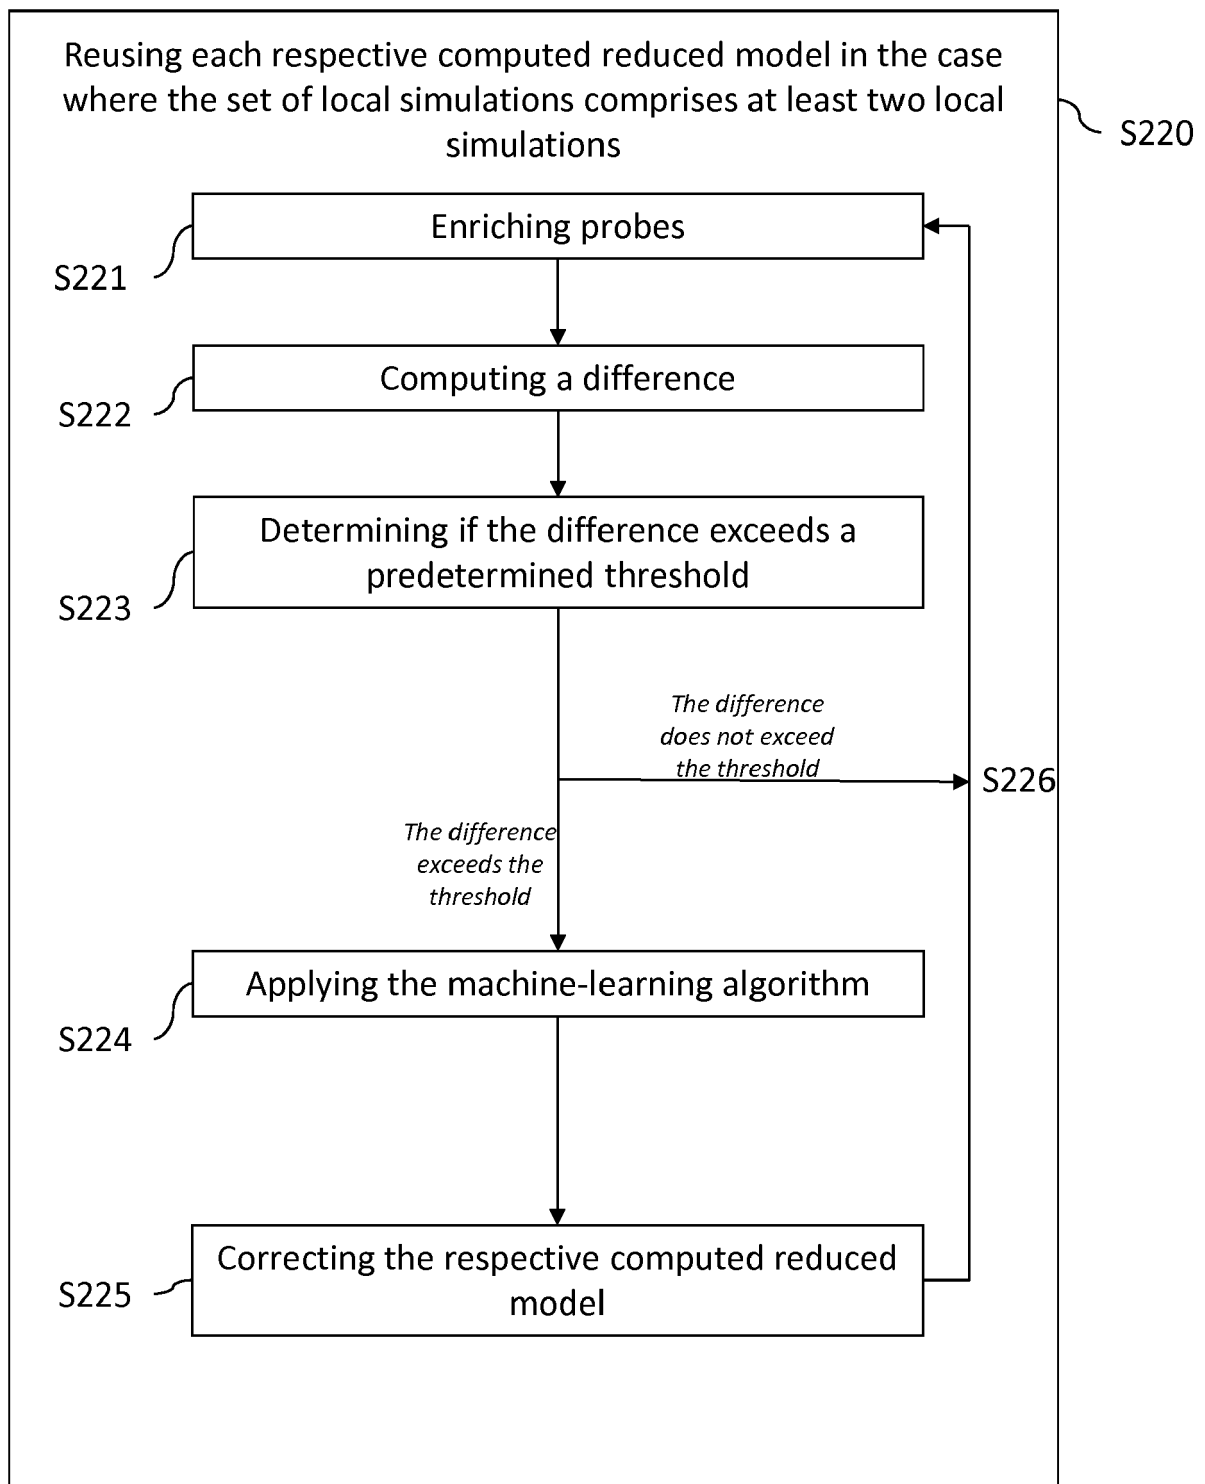 Reusing each respective computed reduced model in the case
where the set of local simulations comprises at least two local
simulations
S220
Enriching probes
S221
Computing a difference
S222
Determining if the difference exceeds a
predetermined threshold
S223
The difference
does not exceed
the threshold
S226
The difference
exceeds the
threshold
Applying the machine-learning algorithm
S224
Correcting the respective computed reduced
model
S225